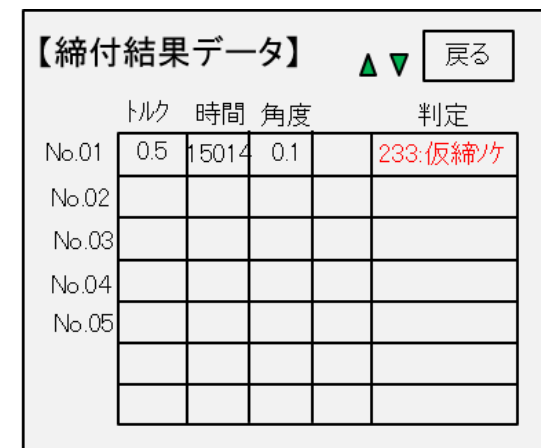 【締付結果データ】 戻る
トルク 時間 角度 判定
No.01 0.5 15014 0.1 233:仮締ソケ
No.02
No.03
No.04
No.05